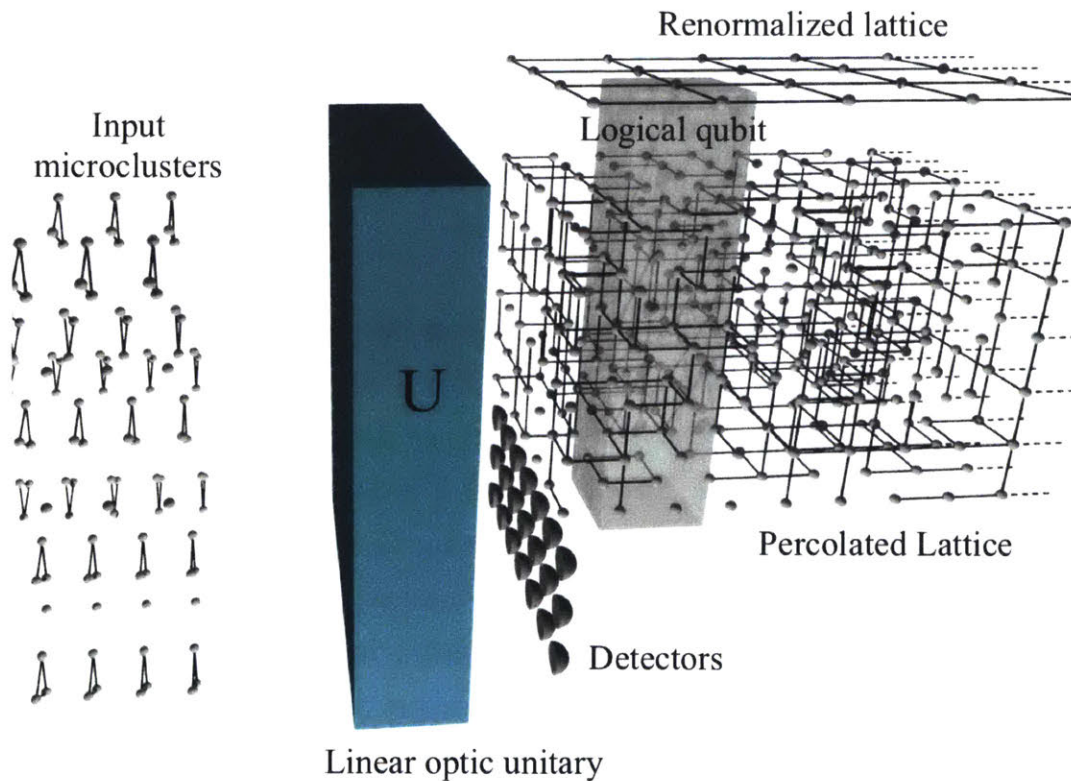 Renormalized lattice
Input
microclusters
Logical qubit
U
Percolated Lattice
Detectors
Linear optic unitary